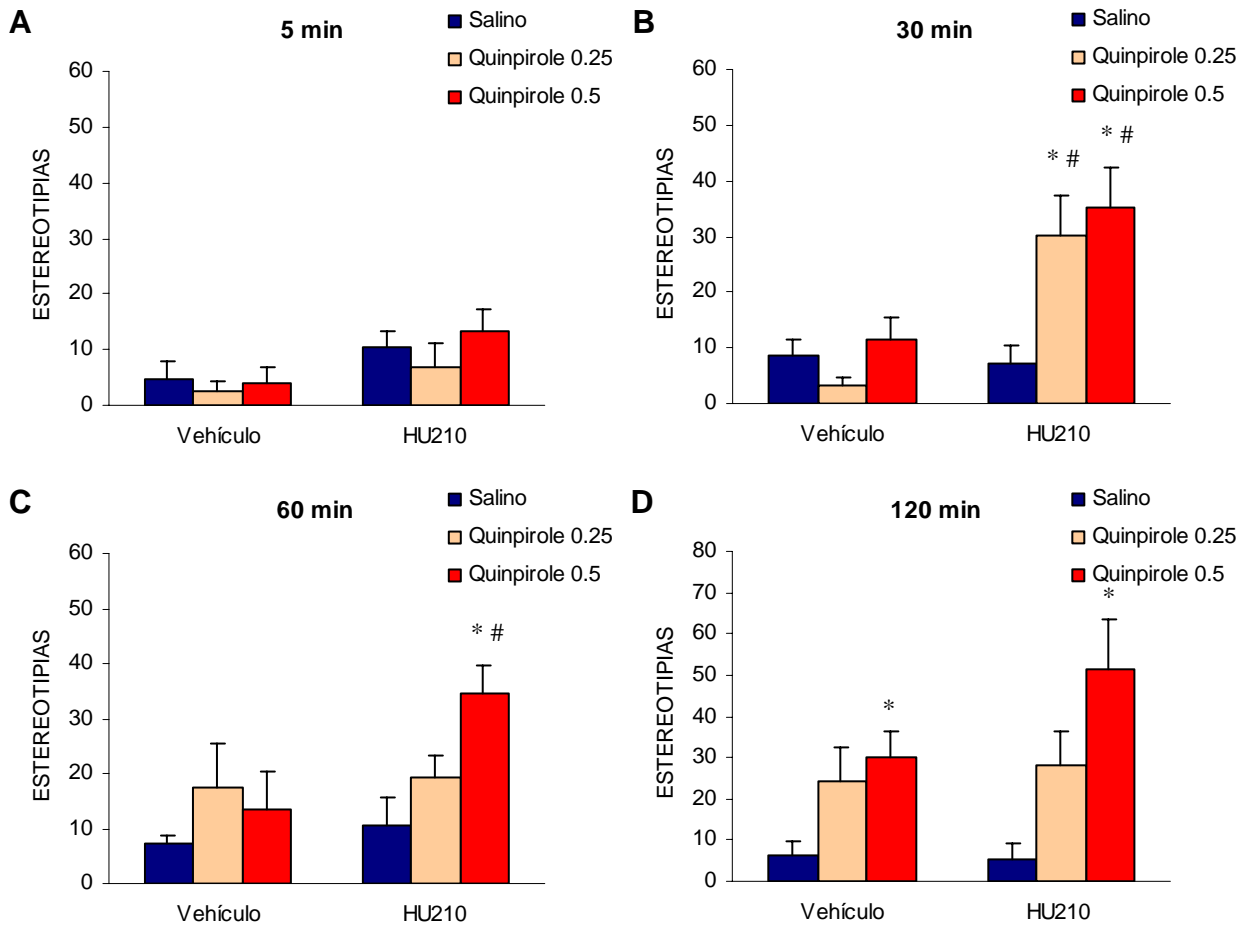 A
5 min
Salino
Quinpirole 0.25
Quinpirole 0.5
60
50
40
30
20
10
0
ESTEREOTIPIAS
Vehículo
HU210
B
30 min
Salino
Quinpirole 0.25
Quinpirole 0.5
60
50
40
30
20
10
0
ESTEREOTIPIAS
* #
* #
Vehículo
HU210
C
60 min
Salino
Quinpirole 0.25
Quinpirole 0.5
60
50
40
30
20
10
0
ESTEREOTIPIAS
* #
Vehículo
HU210
D
120 min
Salino
Quinpirole 0.25
Quinpirole 0.5
80
70
60
50
40
30
20
10
0
ESTEREOTIPIAS
*
*
Vehículo
HU210